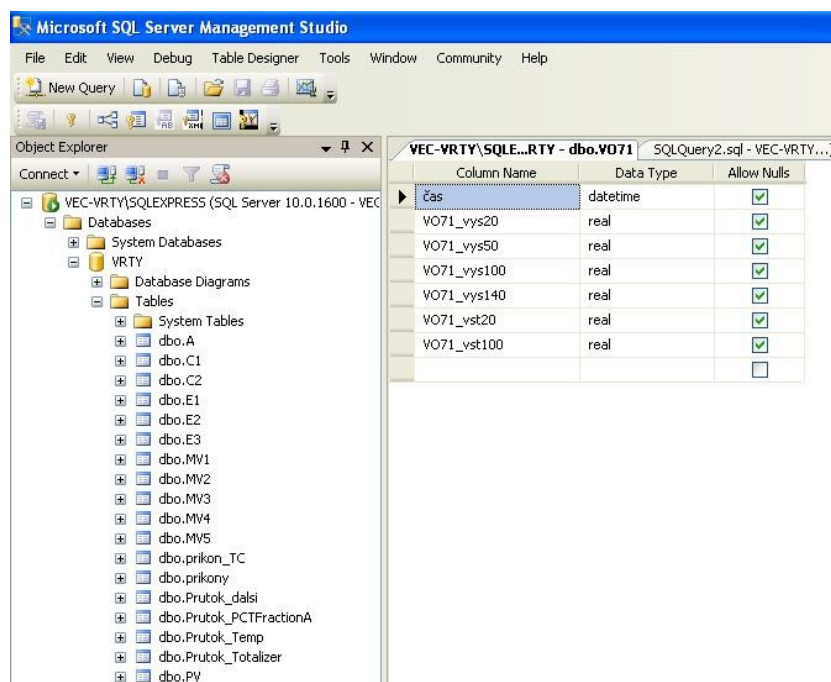 Microsoft SQL Server Management Studio
File Edit View Debug Table Designer Tools Window Community Help
New Query
Object Explorer
Connect
VEC-VRTY\SQLEXPRESS (SQL Server 10.0.1600 - VEC
Databases
System Databases
VRTY
Database Diagrams
Tables
System Tables
dbo.A
dbo.C1
dbo.C2
dbo.E1
dbo.E2
dbo.E3
dbo.MV1
dbo.MV2
dbo.MV3
dbo.MV4
dbo.MV5
dbo.prikon_TC
dbo.prikony
dbo.Prutok_dalsi
dbo.Prutok_PCTFractionA
dbo.Prutok_Temp
dbo.Prutok_Totalizer
dbo.PV
VEC-VRTY\SQLE...RTY - dbo.VO71 SQLQuery2.sql - VEC-VRTY...)
Column Name Data Type Allow Nulls
čas datetime
VO71_vys20 real
VO71_vys50 real
VO71_vys100 real
VO71_vys140 real
VO71_vst20 real
VO71_vst100 real